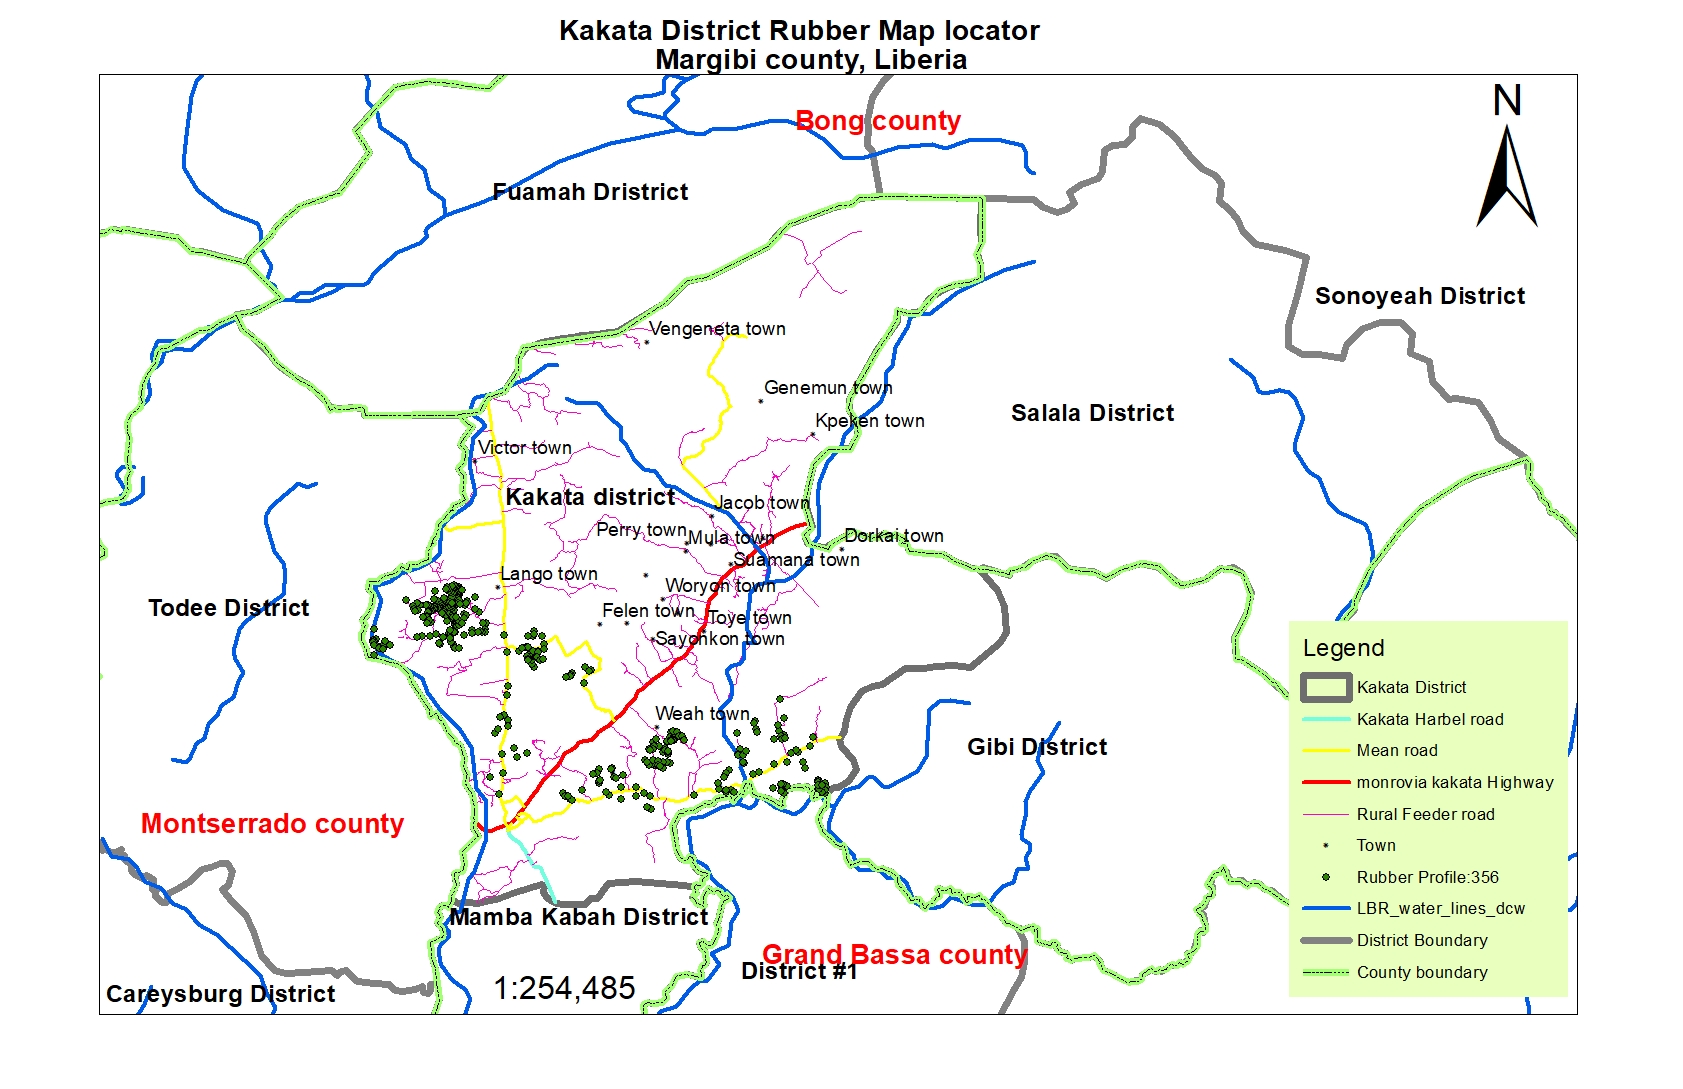 Kakata District Rubber Map locator
Margibi county, Liberia
N
Bong county
Fuamah Dristrict
Sonoyeah District
Vengeneta town
Genemun town
Salala District
Kpeken town
Victor town
Kakata district
Jacob town
Perry town
Mula town
Dorkai town
Suamana town
Lango town
Woryon town
Todee District
Felen town
Toye town
Sayonkon town
Weah town
Gibi District
Montserrado county
Mamba Kabah District
Grand Bassa county
District #1
1:254,485
Careysburg District
Legend
Kakata District
Kakata Harbel road
Mean road
monrovia kakata Highway
Rural Feeder road
Town
Rubber Profile:356
LBR_water_lines_dcw
District Boundary
County boundary